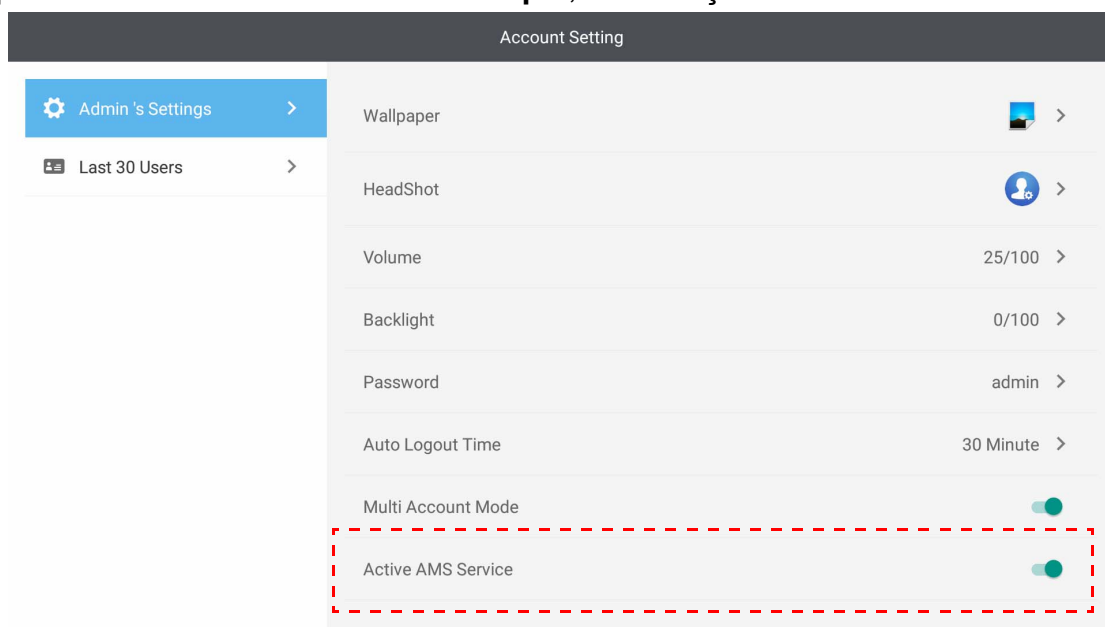 Account Setting
Admin 's Settings
Last 30 Users
Wallpaper
HeadShot
Volume 25/100
Backlight 0/100
Password admin
Auto Logout Time 30 Minute
Multi Account Mode
Active AMS Service